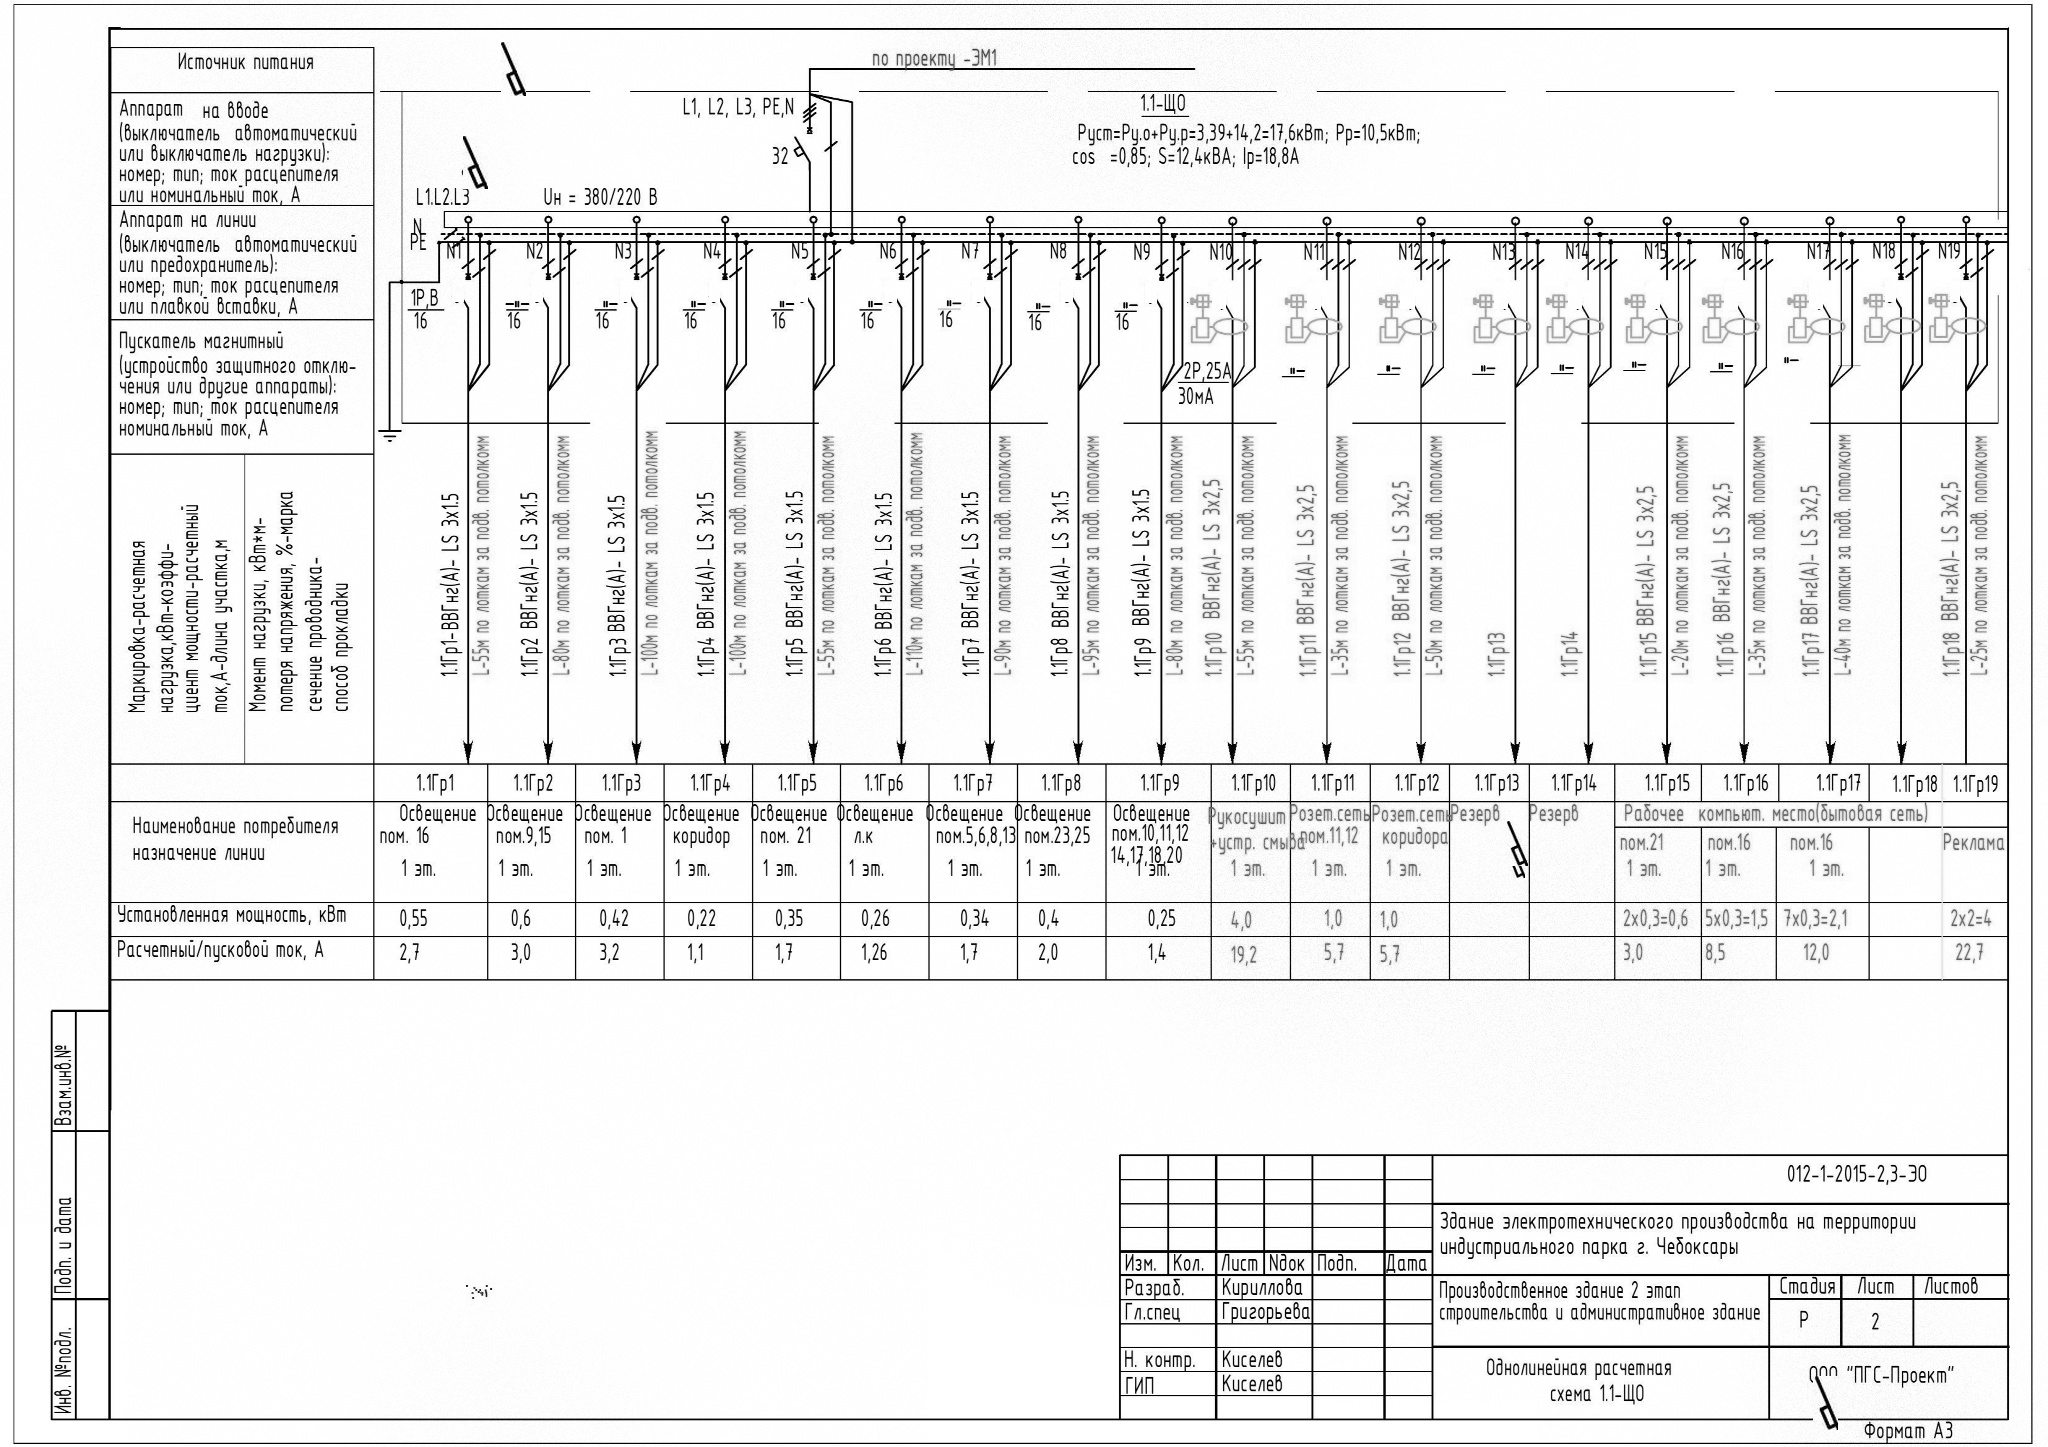 по проекту -ЭМ1
Источник питания
Аппарат на вводе
(выключатель автоматический
или выключатель нагрузки):
номер; тип; ток расцепителя
или номинальный ток, А
Аппарат на линии
(выключатель автоматический
или предохранитель):
номер; тип; ток расцепителя
или плавкой вставки, А
Пускатель магнитный
(устройство защитного отклю-
чения или другие аппараты):
номер; тип; ток расцепителя
номинальный ток, А
Маркировка-расчетная
нагрузка,кВт-коэффи-
циент мощности-расчетный
ток,А-длина участка,м
Момент нагрузки, кВт*м-
потеря напряжения, %-марка
сечение проводника-
способ прокладки
L1, L2, L3, PE,N
32
1.1-ЩО
Руст=Ру.о+Ру.р=3,39+14,2=17,6кВт; Рр=10,5кВт;
cos =0,85; S=12,4кВА; Iр=18,8А
L1.L2.L3
Uн = 380/220 В
N
PE
N1 N2 N3 N4 N5 N6 N7 N8 N9 N10 N11 N12 N13 N14 N15 N16 N17 N18 N19
1Р,В
16
-"-
16
-"-
16
-"-
16
-"-
16
-"-
16
-"-
16
-"-
16
-"-
16
2Р,25А
30мА
"- "- "- "- "- "- "-
1.1Гр1-ВВГнг(А)- LS 3х1.5
L-55м по лоткам за подв. потолкомм
1.1Гр2 ВВГнг(А)- LS 3х1.5
L-80м по лоткам за подв. потолкомм
1.1Гр3 ВВГнг(А)- LS 3х1.5
L-100м по лоткам за подв. потолкомм
1.1Гр4 ВВГнг(А)- LS 3х1.5
L-100м по лоткам за подв. потолкомм
1.1Гр5 ВВГнг(А)- LS 3х1.5
L-55м по лоткам за подв. потолкомм
1.1Гр6 ВВГнг(А)- LS 3х1.5
L-110м по лоткам за подв. потолкомм
1.1Гр7 ВВГнг(А)- LS 3х1.5
L-90м по лоткам за подв. потолкомм
1.1Гр8 ВВГнг(А)- LS 3х1.5
L-95м по лоткам за подв. потолкомм
1.1Гр9 ВВГнг(А)- LS 3х1.5
L-80м по лоткам за подв. потолкомм
1.1Гр10 ВВГнг(А)- LS 3х2,5
L-55м по лоткам за подв. потолкомм
1.1Гр11 ВВГнг(А)- LS 3х2,5
L-35м по лоткам за подв. потолкомм
1.1Гр12 ВВГнг(А)- LS 3х2,5
L-50м по лоткам за подв. потолкомм
1.1Гр13
1.1Гр14
1.1Гр15 ВВГнг(А)- LS 3х2,5
L-20м по лоткам за подв. потолкомм
1.1Гр16 ВВГнг(А)- LS 3х2,5
L-35м по лоткам за подв. потолкомм
1.1Гр17 ВВГнг(А)- LS 3х2,5
L-40м по лоткам за подв. потолкомм
1.1Гр18 ВВГнг(А)- LS 3х2,5
L-25м по лоткам за подв. потолкомм
1.1Гр1 1.1Гр2 1.1Гр3 1.1Гр4 1.1Гр5 1.1Гр6 1.1Гр7 1.1Гр8 1.1Гр9 1.1Гр10 1.1Гр11 1.1Гр12 1.1Гр13 1.1Гр14 1.1Гр15 1.1Гр16 1.1Гр17 1.1Гр18 1.1Гр19
Наименование потребителя
назначение линии
Освещение
пом. 16
1 эт.
Освещение
пом.9,15
1 эт.
Освещение
пом. 1
1 эт.
Освещение
коридор
1 эт.
Освещение
пом. 21
1 эт.
Освещение
л.к
1 эт.
Освещение
пом.5,6,8,13
1 эт.
Освещение
пом.23,25
1 эт.
Освещение
пом.10,11,12
14,17,18,20
1 эт.
Рукосушит
+устр. смыва
1 эт.
Розет.сеть
пом.11,12
1 эт.
Розет.сеть
коридора
1 эт.
Резерв
Резерв
Рабочее компьют. место(бытовая сеть)
пом.21
1 эт.
пом.16
1 эт.
пом.16
1 эт.
Реклама
Установленная мощность, кВт 0,55 0,6 0,42 0,22 0,35 0,26 0,34 0,4 0,25 4,0 1,0 1,0 2х0,3=0,6 5х0,3=1,5 7х0,3=2,1 2х2=4
Расчетный/пусковой ток, А 2,7 3,0 3,2 1,1 1,7 1,26 1,7 2,0 1,4 19,2 5,7 5,7 3,0 8,5 12,0 22,7
Взам.инв.№
Подп. и дата
Инв. №подл.
012-1-2015-2,3-ЭО
Здание электротехнического производства на территории
индустриального парка г. Чебоксары
Изм. Кол. Лист Nдок Подп. Дата
Разраб. Кириллова
Гл.спец Григорьева
Н. контр. Киселев
ГИП Киселев
Производственное здание 2 этап
строительства и административное здание
Стадия Лист Листов
Р 2
Однолинейная расчетная
схема 1.1-ЩО
ООО "ПГС-Проект"
Формат А3